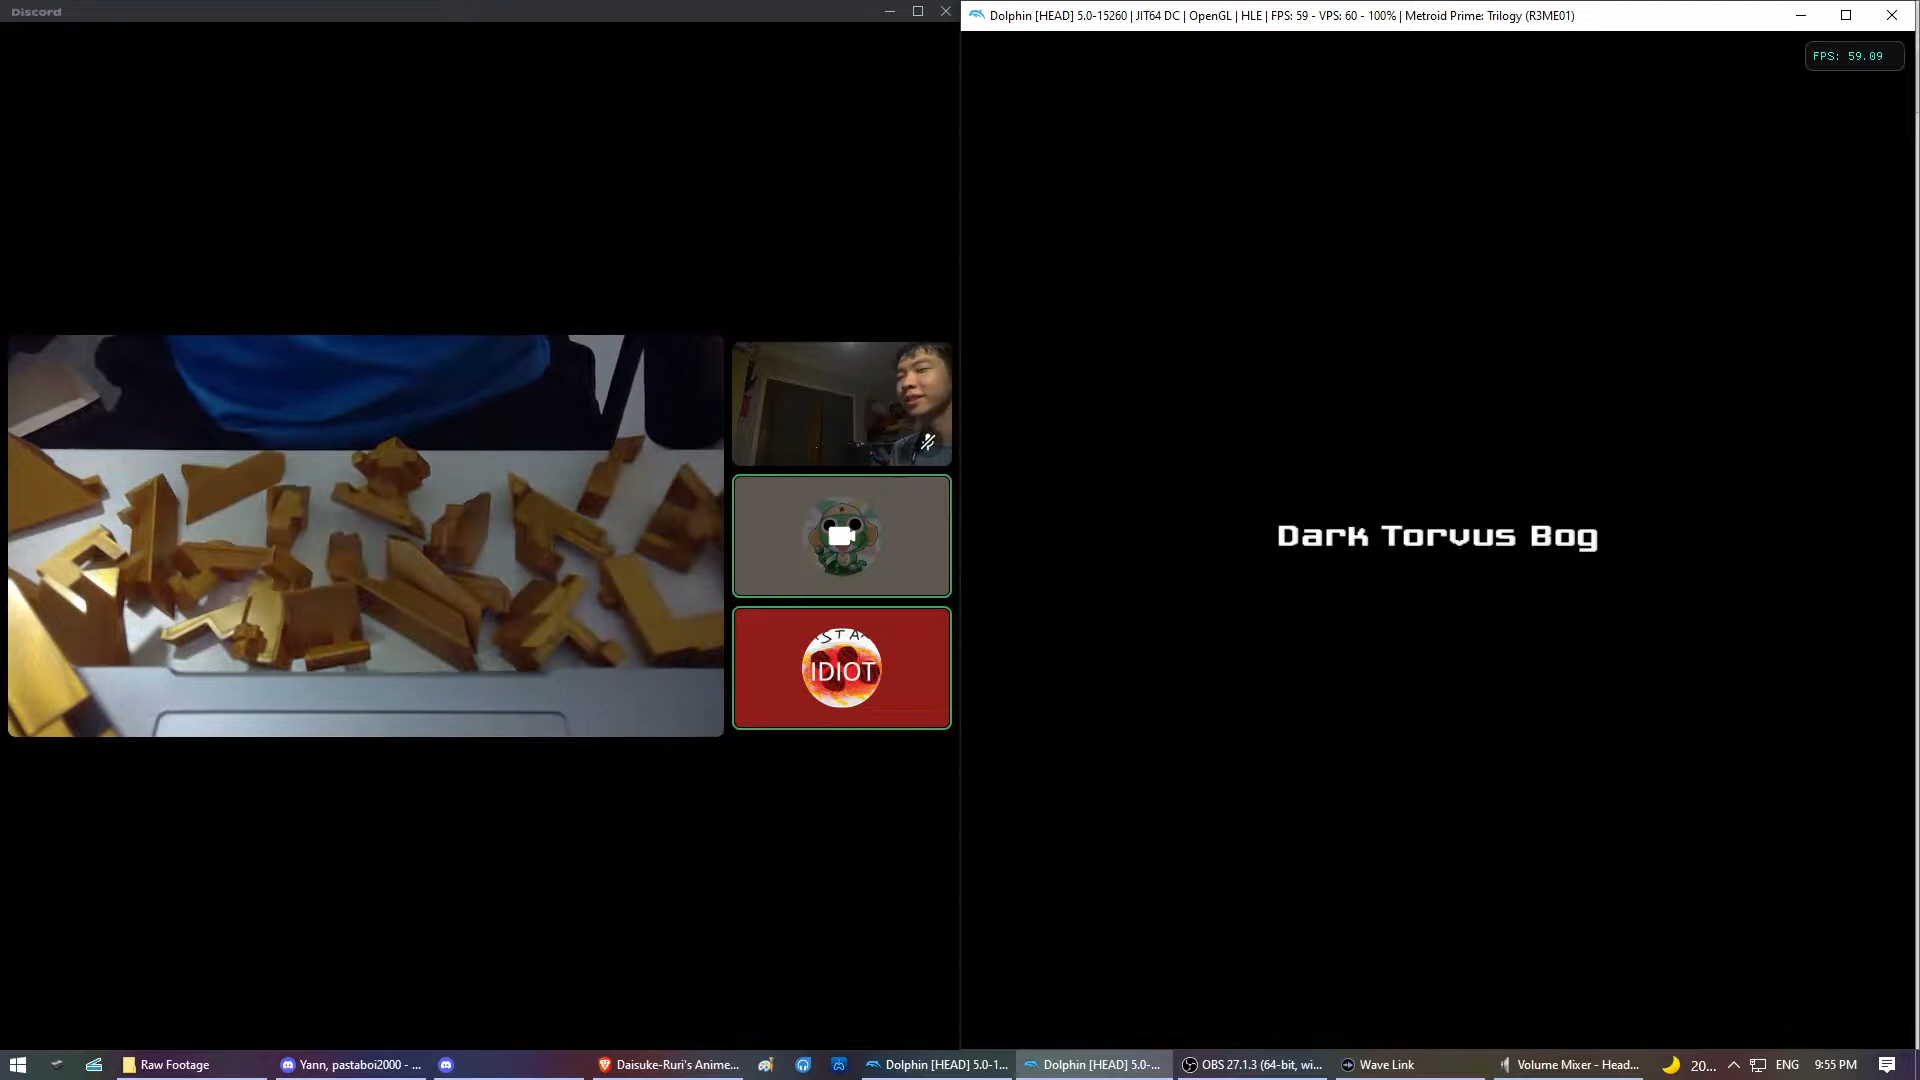 Discord
Dolphin [HEAD] 5.0-15260 | JIT64 DC | OpenGL | HLE | FPS: 59 - VPS: 60 - 100% | Metroid Prime: Trilogy (R3ME01)
FPS: 59.09
Dark Torvus Bog
STA
IDIOT
Raw Footage
Yann, pastaboi2000 - ...
Daisuke-Ruri's Anime...
Dolphin [HEAD] 5.0-1...
Dolphin [HEAD] 5.0-...
OBS 27.1.3 (64-bit, wi...
Wave Link
Volume Mixer - Head...
20...
ENG
9:55 PM